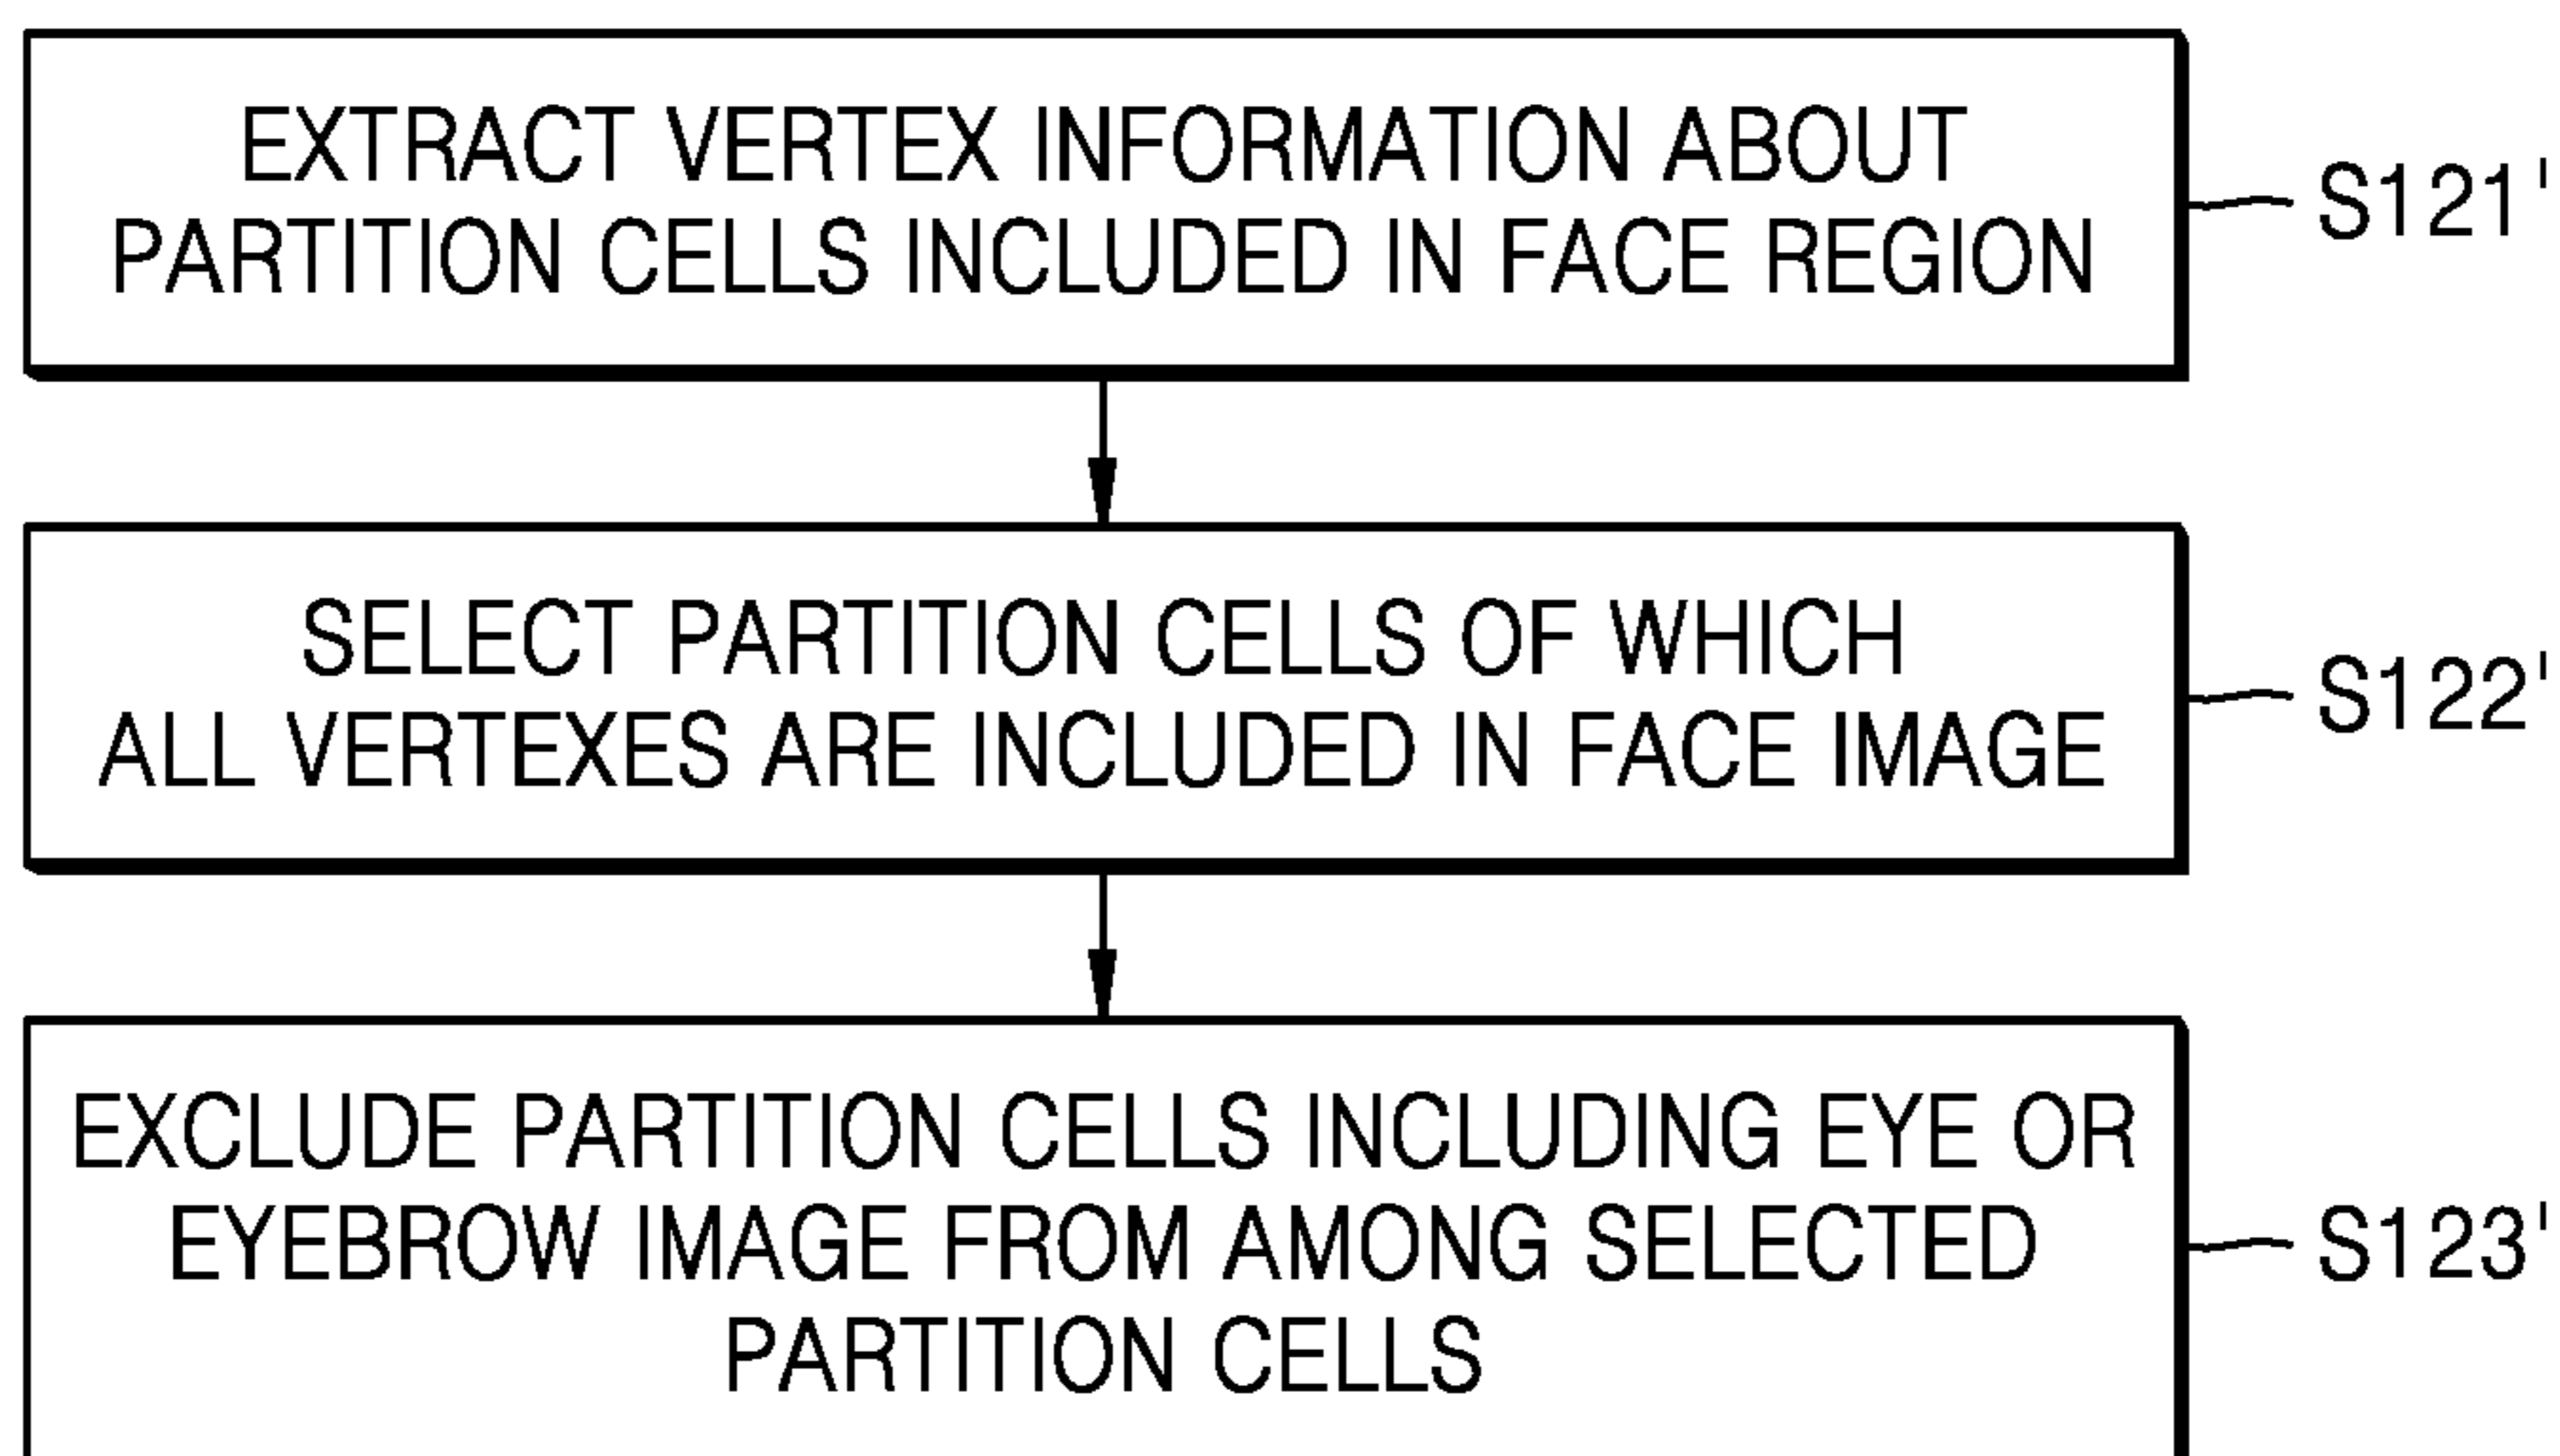 EXTRACT VERTEX INFORMATION ABOUT
PARTITION CELLS INCLUDED IN FACE REGION
S121'
SELECT PARTITION CELLS OF WHICH
ALL VERTEXES ARE INCLUDED IN FACE IMAGE
S122'
EXCLUDE PARTITION CELLS INCLUDING EYE OR
EYEBROW IMAGE FROM AMONG SELECTED
PARTITION CELLS
S123'